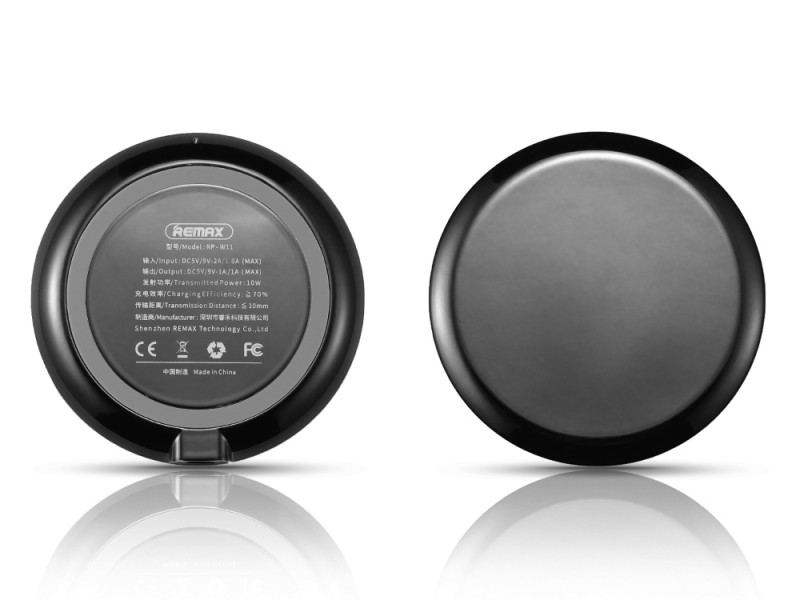 REMAX
型号/Model: RP-W11
输入/Input: DC5V/9V-2A/1.6A (MAX)
输出/Output: DC5V/9V-1A/1A (MAX)
发射功率/Transmitted Power: 10W
充电效率/Charging Efficiency: ≧70%
传输距离/Transmission Distance: ≦10mm
制造商/Manufacturer: 深圳市睿禾科技有限公司
Shenzhen REMAX Technology Co.,Ltd
CE FC
中国制造 Made in China